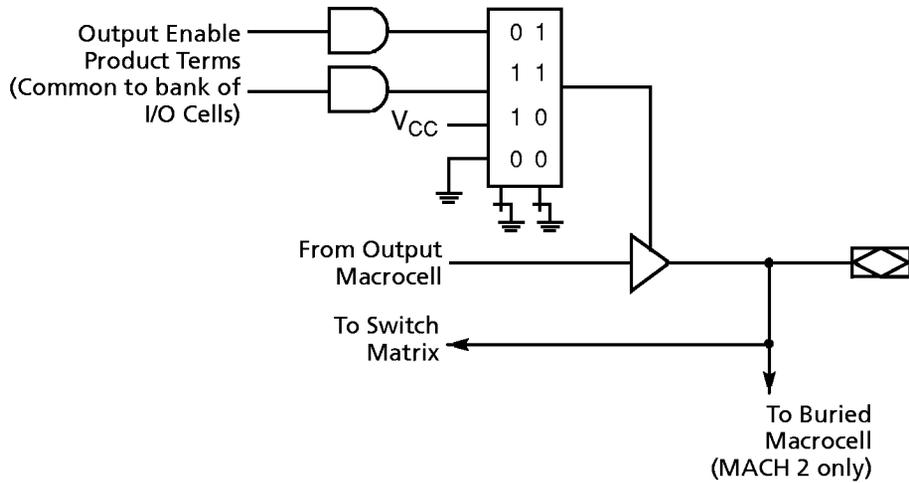 Output Enable
Product Terms
(Common to bank of
I/O Cells)
0 1
1 1
1 0
0 0
VCC
From Output
Macrocell
To Switch
Matrix
To Buried
Macrocell
(MACH 2 only)